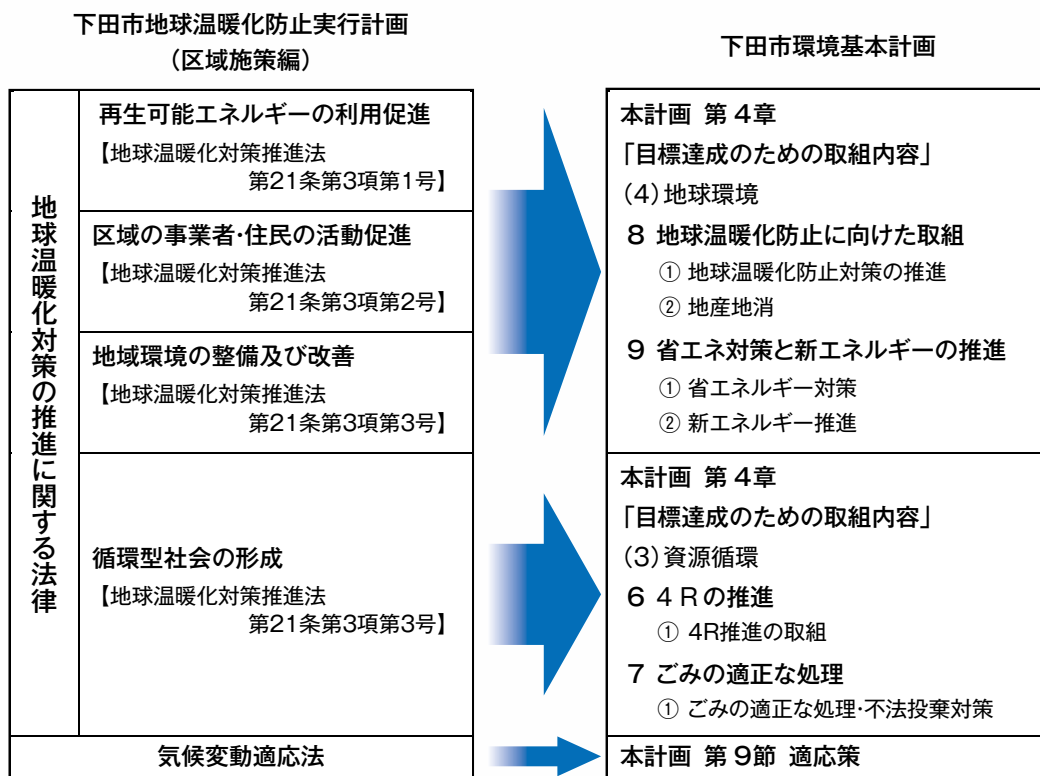 下田市地球温暖化防止実行計画
（区域施策編）
下田市環境基本計画
地球温暖化対策の推進に関する法律
再生可能エネルギーの利用促進
【地球温暖化対策推進法
第21条第3項第1号】
区域の事業者・住民の活動促進
【地球温暖化対策推進法
第21条第3項第2号】
地域環境の整備及び改善
【地球温暖化対策推進法
第21条第3項第3号】
循環型社会の形成
【地球温暖化対策推進法
第21条第3項第3号】
気候変動適応法
本計画 第4章
「目標達成のための取組内容」
（4）地球環境
8 地球温暖化防止に向けた取組
① 地球温暖化防止対策の推進
② 地産地消
9 省エネ対策と新エネルギーの推進
① 省エネルギー対策
② 新エネルギー推進
本計画 第4章
「目標達成のための取組内容」
（3）資源循環
6 4Rの推進
① 4R推進の取組
7 ごみの適正な処理
① ごみの適正な処理・不法投棄対策
本計画 第9節 適応策